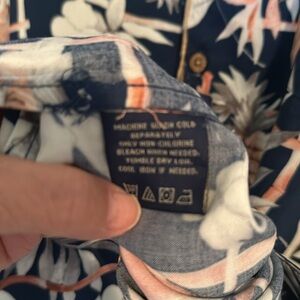 MACHINE WASH COLD
SEPARATELY
ONLY NON-CHLORINE
BLEACH WHEN NEEDED.
TUMBLE DRY LOW.
COOL IRON IF NEEDED.